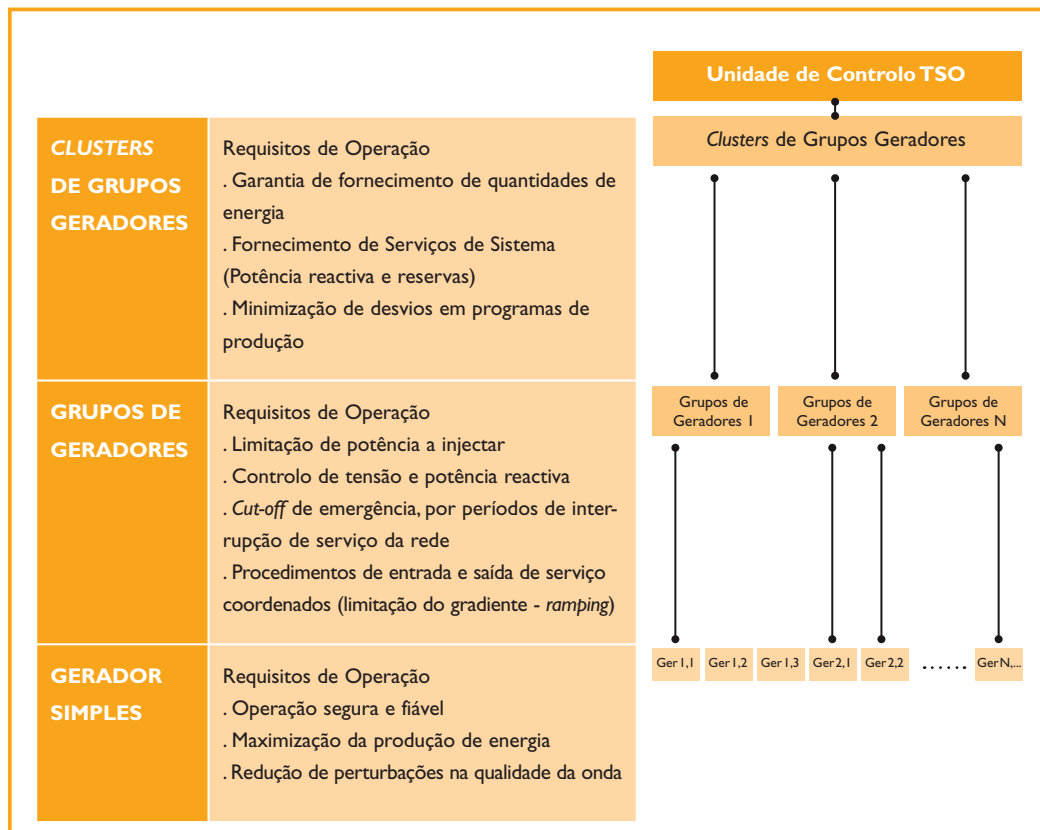 Unidade de Controlo TSO
Clusters de Grupos Geradores
CLUSTERS
DE GRUPOS
GERADORES
Requisitos de Operação
. Garantia de fornecimento de quantidades de
energia
. Fornecimento de Serviços de Sistema
(Potência reactiva e reservas)
. Minimização de desvios em programas de
produção
Grupos de
Geradores 1
Grupos de
Geradores 2
Grupos de
Geradores N
GRUPOS DE
GERADORES
Requisitos de Operação
. Limitação de potência a injectar
. Controlo de tensão e potência reactiva
. Cut-off de emergência, por períodos de inter-
rupção de serviço da rede
. Procedimentos de entrada e saída de serviço
coordenados (limitação do gradiente - ramping)
Ger 1,1
Ger 1,2
Ger 1,3
Ger2,1
Ger2,2
......
Ger N,...
GERADOR
SIMPLES
Requisitos de Operação
. Operação segura e fiável
. Maximização da produção de energia
. Redução de perturbações na qualidade da onda